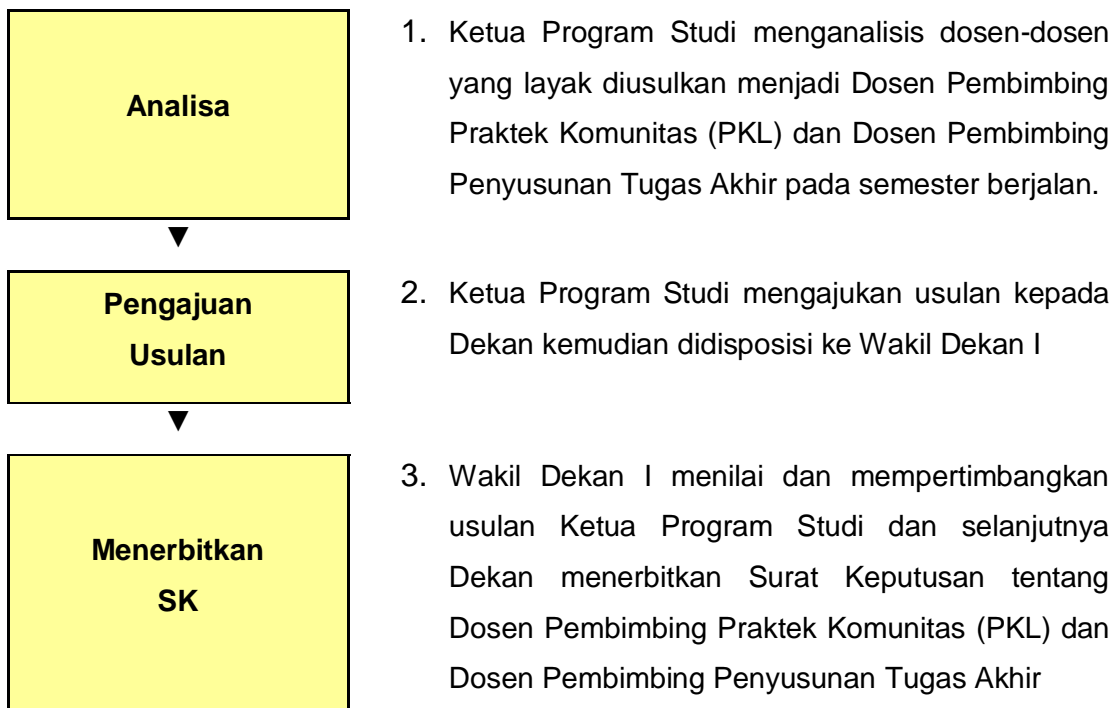 Analisa
1. Ketua Program Studi menganalisis dosen-dosen
yang layak diusulkan menjadi Dosen Pembimbing
Praktek Komunitas (PKL) dan Dosen Pembimbing
Penyusunan Tugas Akhir pada semester berjalan.
▼
Pengajuan
Usulan
2. Ketua Program Studi mengajukan usulan kepada
Dekan kemudian didisposisi ke Wakil Dekan I
▼
Menerbitkan
SK
3. Wakil Dekan I menilai dan mempertimbangkan
usulan Ketua Program Studi dan selanjutnya
Dekan menerbitkan Surat Keputusan tentang
Dosen Pembimbing Praktek Komunitas (PKL) dan
Dosen Pembimbing Penyusunan Tugas Akhir